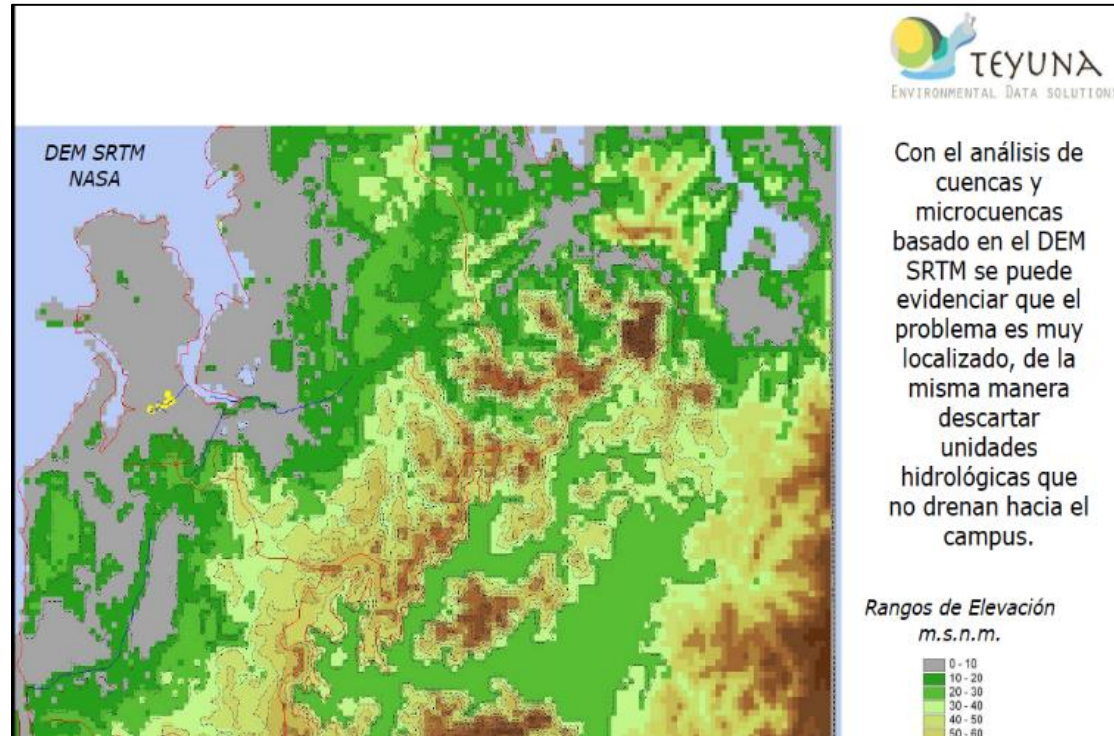 TEYUNA
ENVIRONMENTAL DATA SOLUTIONS
DEM SRTM
NASA
Con el análisis de
cuencas y
microcuencas
basado en el DEM
SRTM se puede
evidenciar que el
problema es muy
localizado, de la
misma manera
descartar
unidades
hidrológicas que
no drenan hacia el
campus.
Rangos de Elevación
m.s.n.m.
0 - 10
10 - 20
20 - 30
30 - 40
40 - 50
50 - 60